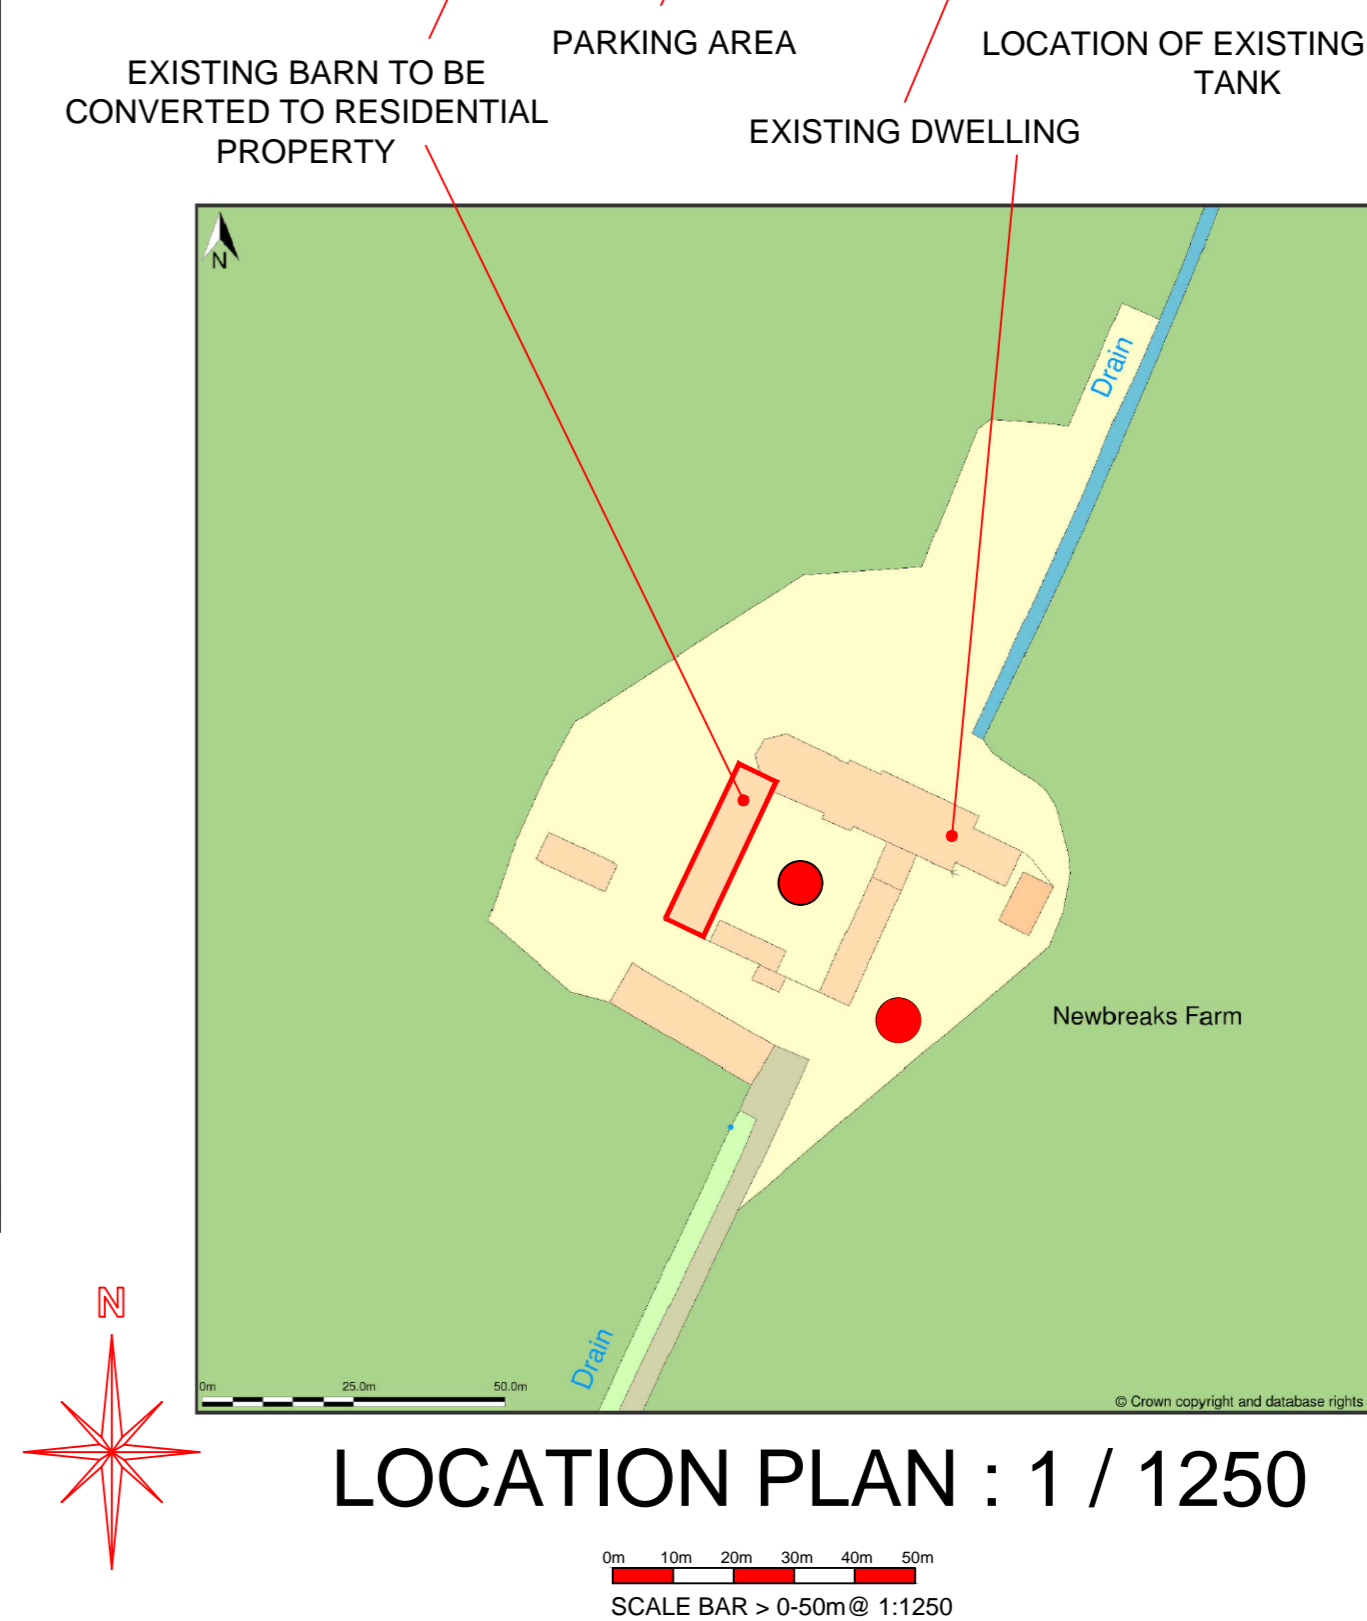 PARKING AREA
LOCATION OF EXISTING
TANK
EXISTING BARN TO BE
CONVERTED TO RESIDENTIAL
PROPERTY
EXISTING DWELLING
N
Drain
Newbreaks Farm
Drain
0m 25.0m 50.0m
© Crown copyright and database rights
N
LOCATION PLAN : 1 / 1250
0m 10m 20m 30m 40m 50m
SCALE BAR > 0-50m@ 1:1250